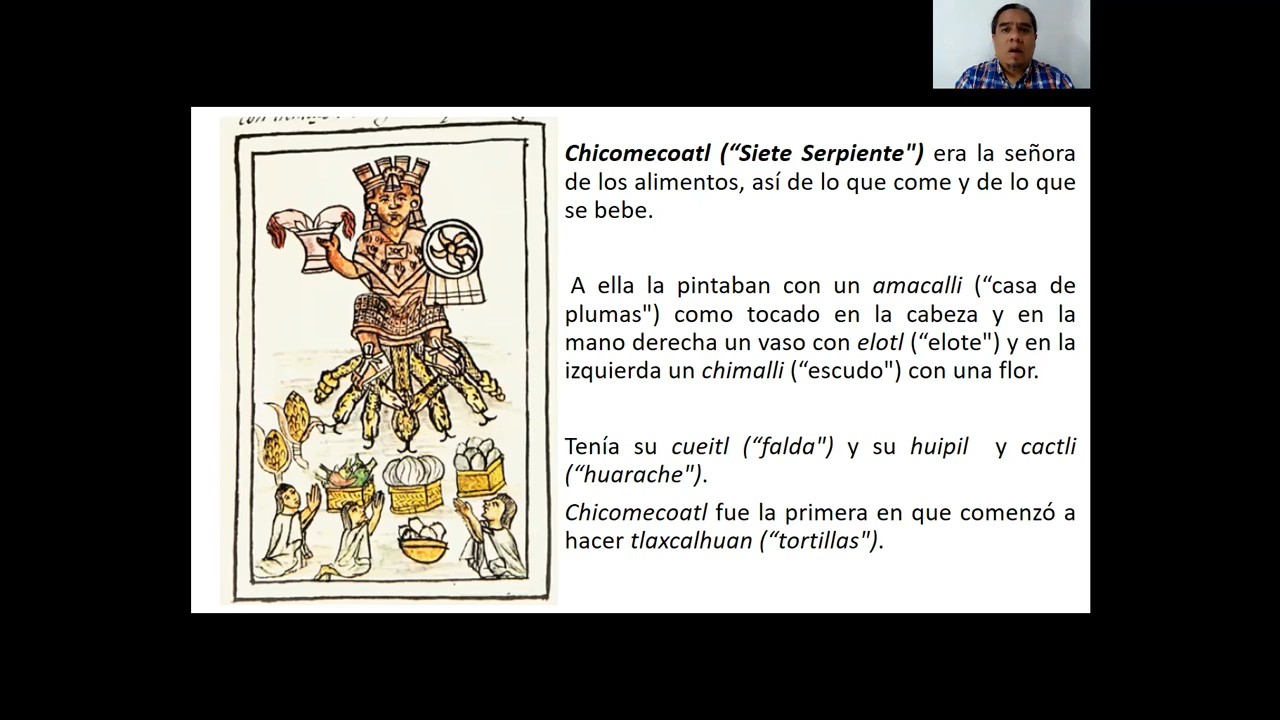 Chicomecoatl (“Siete Serpiente") era la señora
de los alimentos, así de lo que come y de lo que
se bebe.
A ella la pintaban con un amacalli (“casa de
plumas") como tocado en la cabeza y en la
mano derecha un vaso con elotl (“elote") y en la
izquierda un chimalli (“escudo") con una flor.
Tenía su cueitl (“falda") y su huipil y cactli
(“huarache").
Chicomecoatl fue la primera en que comenzó a
hacer tlaxcalhuan (“tortillas").